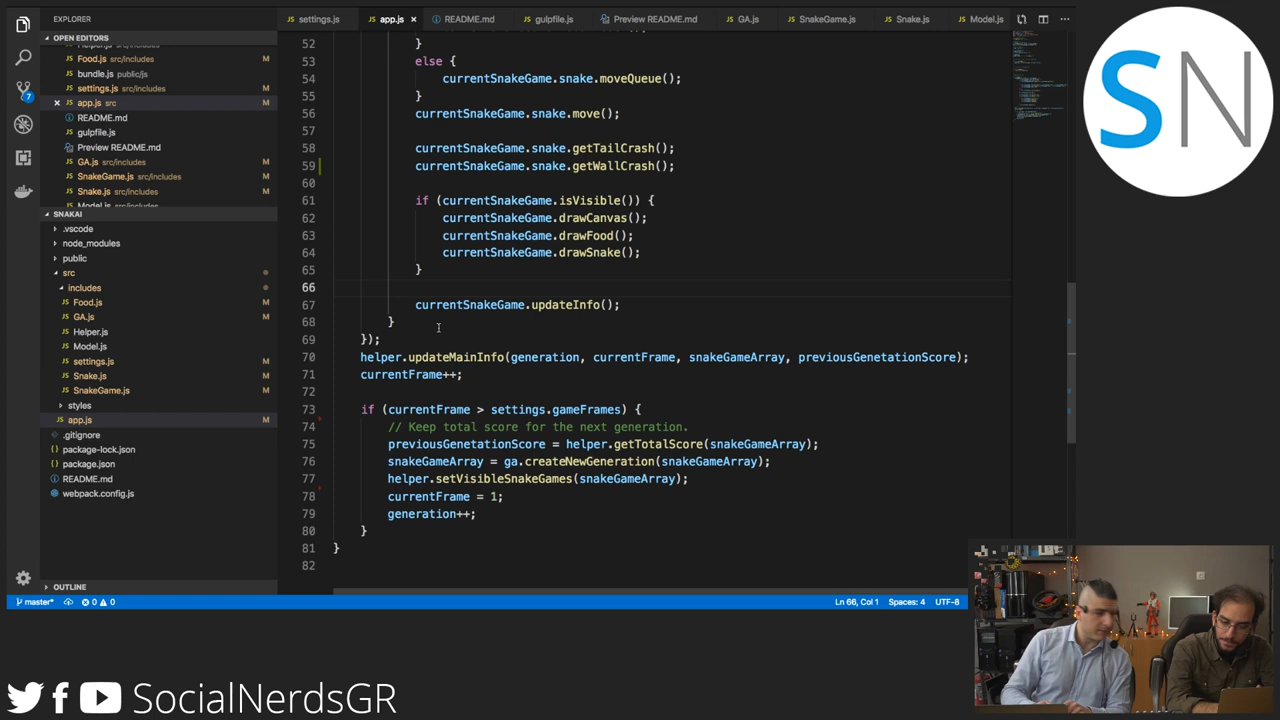 EXPLORER
OPEN EDITORS
Food.js src/includes
bundle.js public/js
settings.js src/includes
app.js src
README.md
gulpfile.js
Preview README.md
GA.js src/includes
SnakeGame.js src/includes
Snake.js src/includes
SNAKAI
.vscode
node_modules
public
src
includes
Food.js M
GA.js M
Helper.js
Model.js
settings.js M
Snake.js M
SnakeGame.js M
styles
app.js M
.gitignore
package-lock.json
package.json
README.md
webpack.config.js
OUTLINE
settings.js app.js README.md gulpfile.js Preview README.md GA.js SnakeGame.js Snake.js Model.js
52 }
53 else {
54 currentSnakeGame.snake.moveQueue();
55 }
56 currentSnakeGame.snake.move();
57
58 currentSnakeGame.snake.getTailCrash();
59 currentSnakeGame.snake.getWallCrash();
60
61 if (currentSnakeGame.isVisible()) {
62 currentSnakeGame.drawCanvas();
63 currentSnakeGame.drawFood();
64 currentSnakeGame.drawSnake();
65 }
66
67 currentSnakeGame.updateInfo();
68 }
69 });
70 helper.updateMainInfo(generation, currentFrame, snakeGameArray, previousGenetationScore);
71 currentFrame++;
72
73 if (currentFrame > settings.gameFrames) {
74 // Keep total score for the next generation.
75 previousGenetationScore = helper.getTotalScore(snakeGameArray);
76 snakeGameArray = ga.createNewGeneration(snakeGameArray);
77 helper.setVisibleSnakeGames(snakeGameArray);
78 currentFrame = 1;
79 generation++;
80 }
81 }
82
master* 0 0 Ln 66, Col 1 Spaces: 4 UTF-8
7
SN
SocialNerdsGR